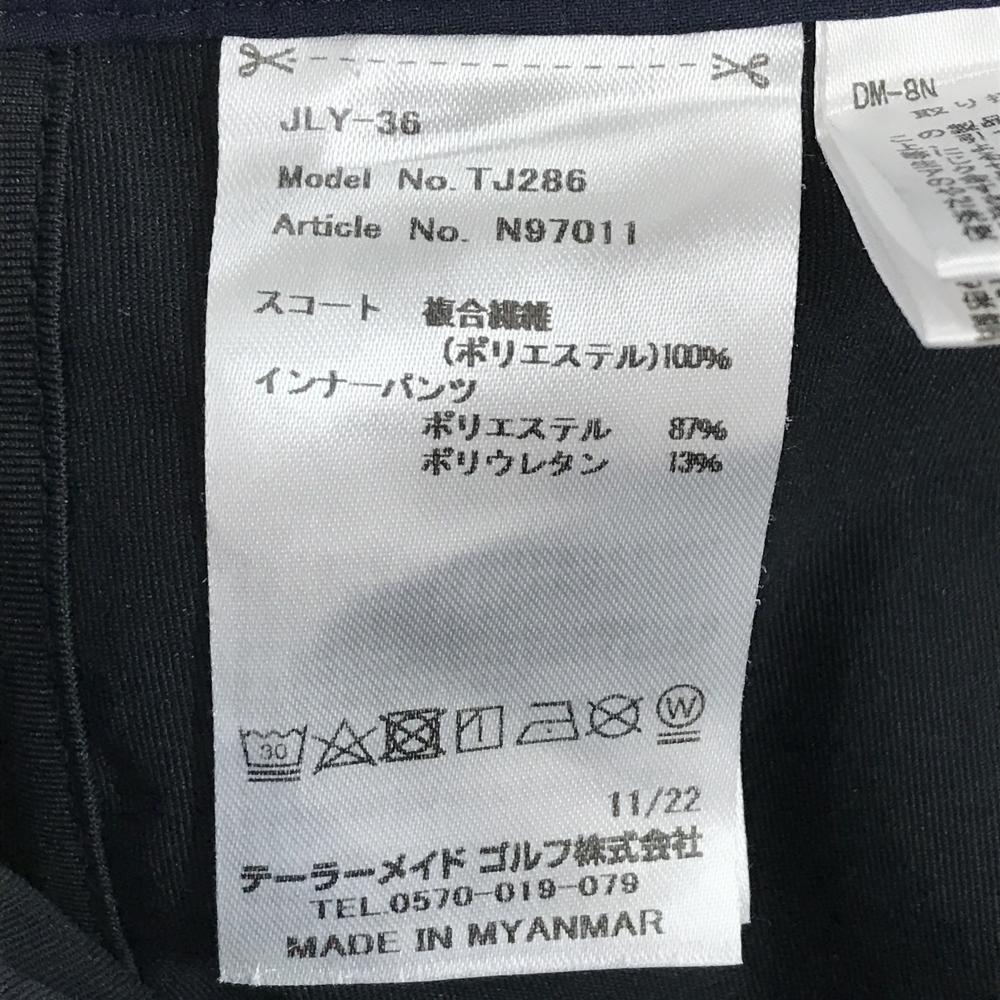 JLY-36
Model No. TJ286
Article No. N97011
スコート 複合繊維
(ポリエステル)100%
インナーパンツ
ポリエステル 87%
ポリウレタン 13%
30
W
11/22
テーラーメイド ゴルフ株式会社
TEL.0570-019-079
MADE IN MYANMAR
DM-8N